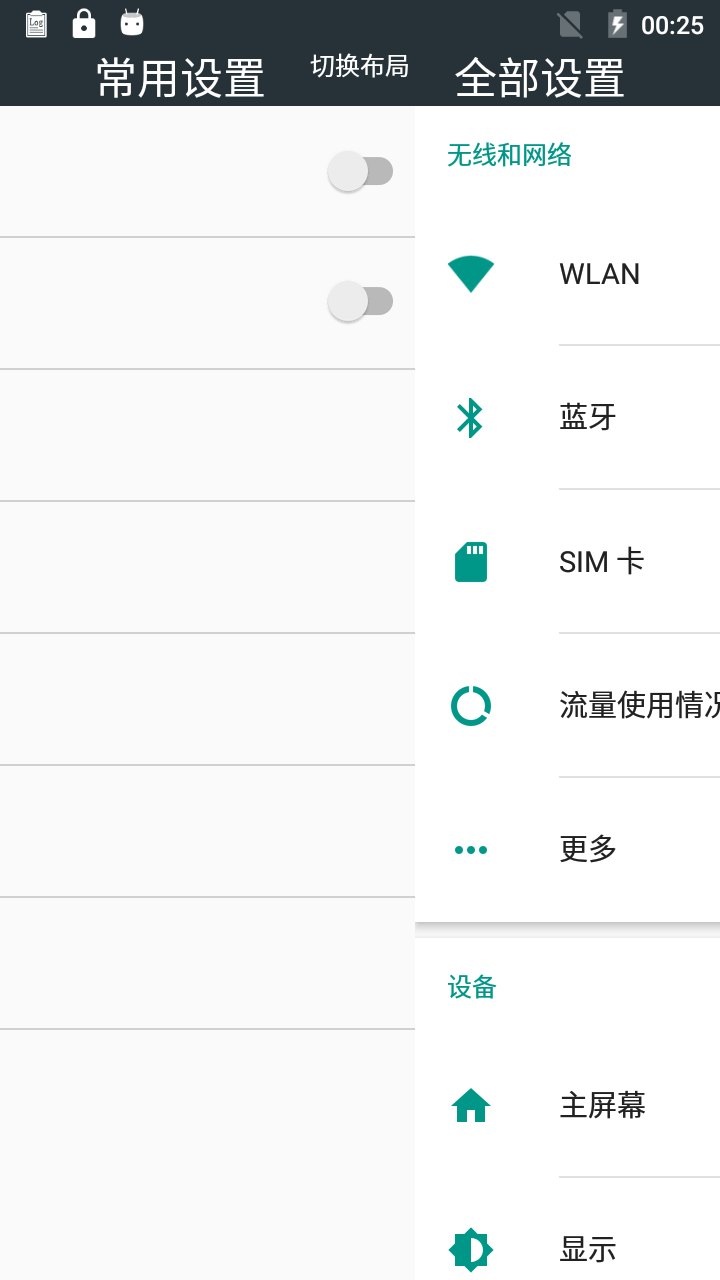 Log
00:25
常用设置
切换布局
全部设置
无线和网络
WLAN
蓝牙
SIM 卡
流量使用情况
更多
设备
主屏幕
显示